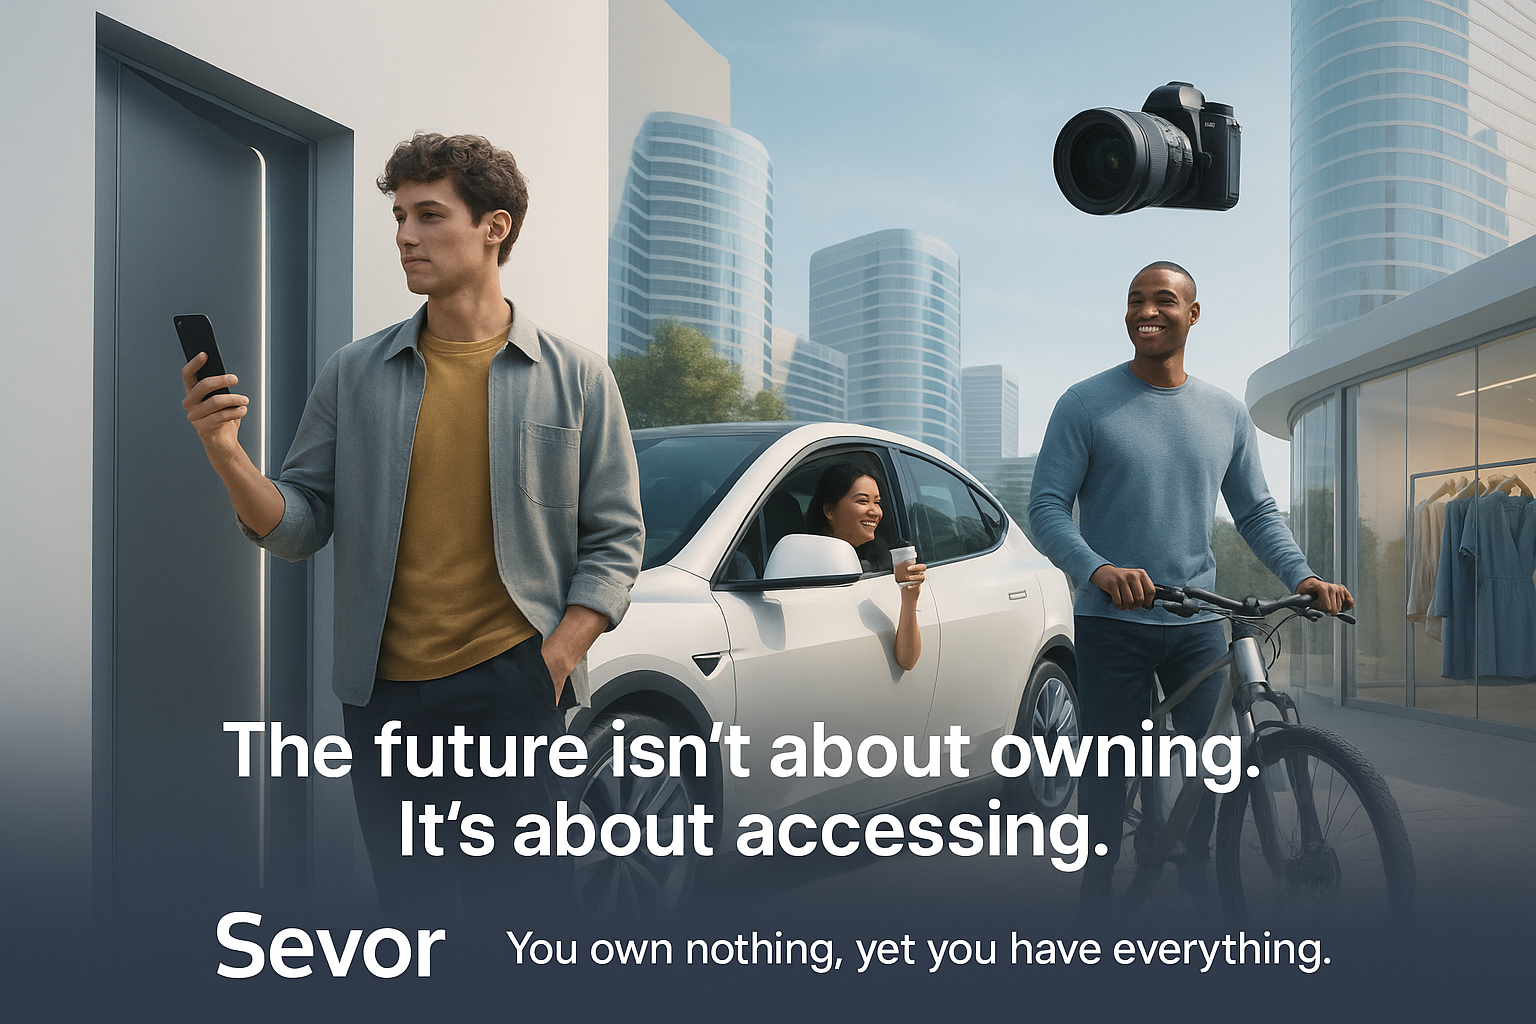 The future isn't about owning.
It's about accessing.
Sevor
You own nothing, yet you have everything.